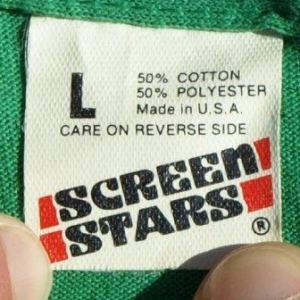 L
50% COTTON
50% POLYESTER
Made in U.S.A.
CARE ON REVERSE SIDE
SCREEN
STARS®